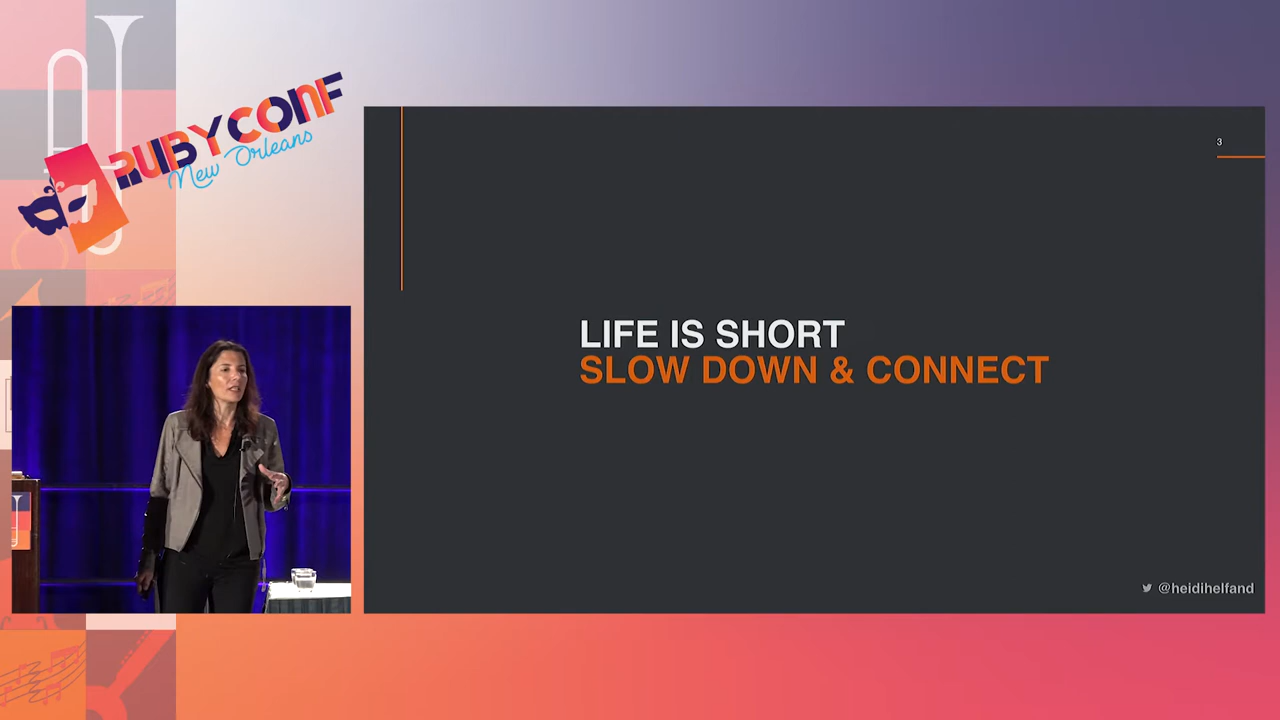 RUBYCONF
New Orleans
3
LIFE IS SHORT
SLOW DOWN & CONNECT
@heidihelfand